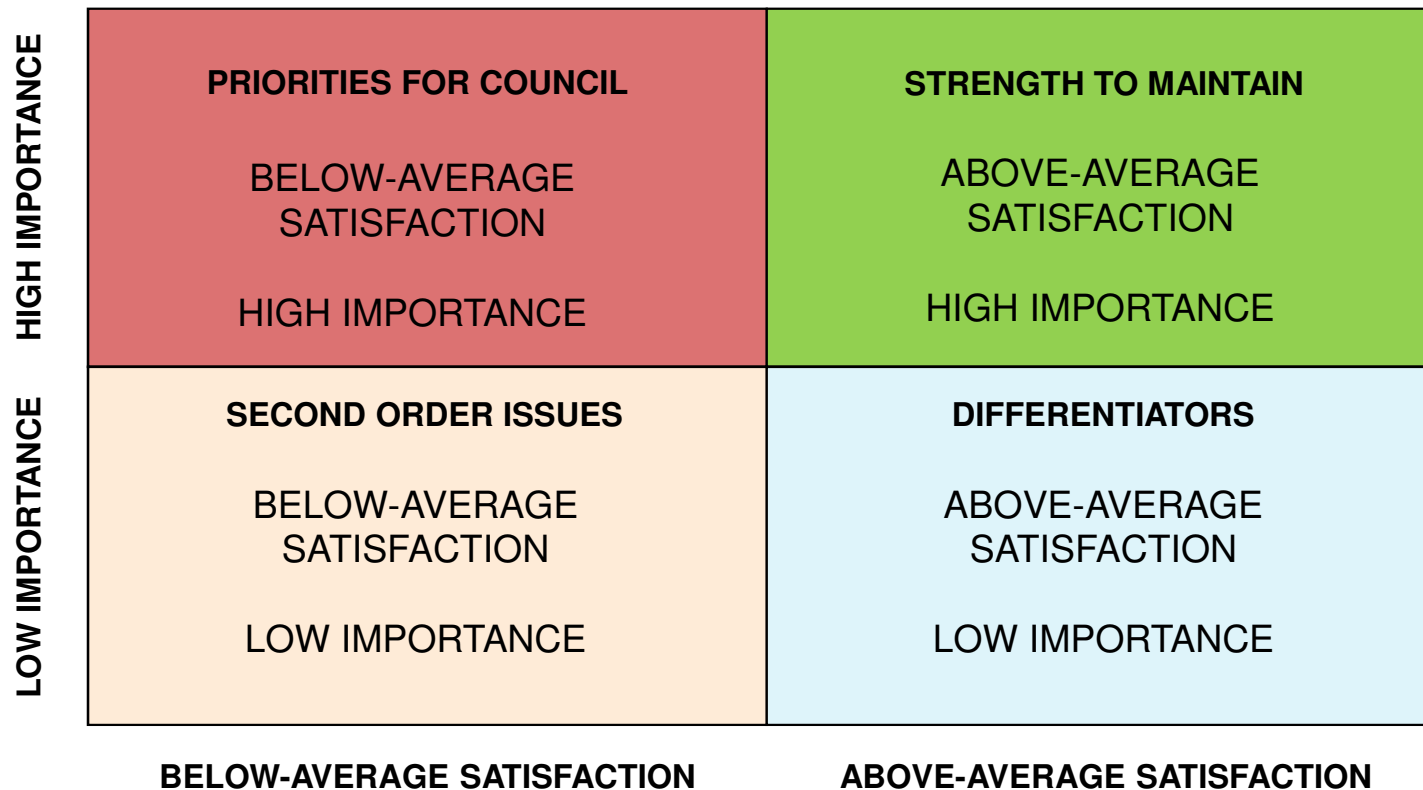 HIGH IMPORTANCE
PRIORITIES FOR COUNCIL
BELOW-AVERAGE
SATISFACTION
HIGH IMPORTANCE
STRENGTH TO MAINTAIN
ABOVE-AVERAGE
SATISFACTION
HIGH IMPORTANCE
LOW IMPORTANCE
SECOND ORDER ISSUES
BELOW-AVERAGE
SATISFACTION
LOW IMPORTANCE
DIFFERENTIATORS
ABOVE-AVERAGE
SATISFACTION
LOW IMPORTANCE
BELOW-AVERAGE SATISFACTION
ABOVE-AVERAGE SATISFACTION